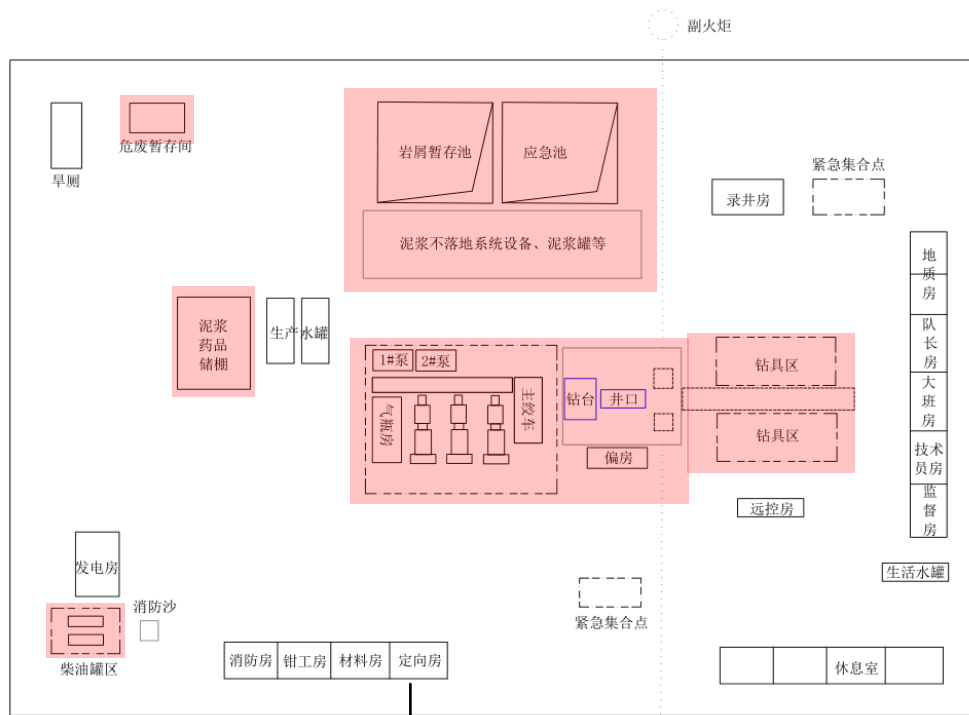 副火炬
危废暂存间
旱厕
岩屑暂存池
应急池
泥浆不落地系统设备、泥浆罐等
紧急集合点
录井房
地
质
房
队
长
房
大
班
房
技术
员房
监
督
房
泥浆
药品
储棚
生产水罐
1#泵
2#泵
气瓶房
主绞车
钻台
井口
偏房
钻具区
钻具区
远控房
生活水罐
发电房
消防沙
柴油罐区
紧急集合点
消防房
钳工房
材料房
定向房
休息室